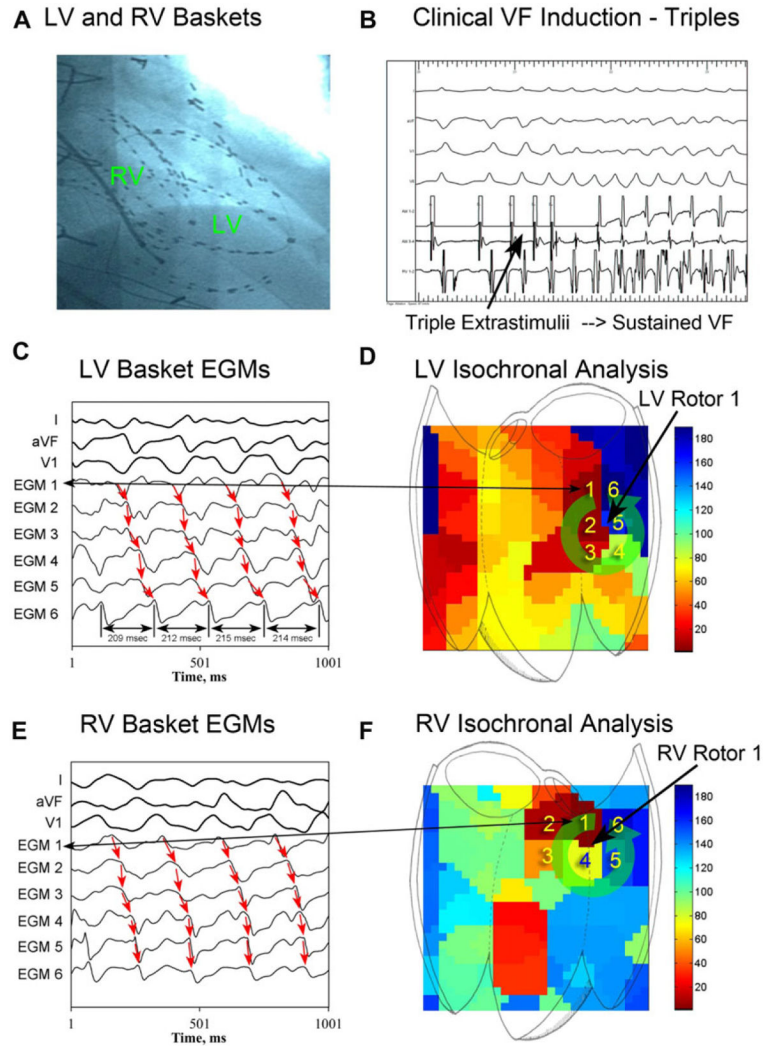 A LV and RV Baskets
RV
LV
B Clinical VF Induction - Triples
I
aVF
V1
V6
Triple Extrastimulii --> Sustained VF
C LV Basket EGMs
I
aVF
V1
EGM 1
EGM 2
EGM 3
EGM 4
EGM 5
EGM 6
209 msec 212 msec 215 msec 214 msec
1 501 1001
Time, ms
D LV Isochronal Analysis
LV Rotor 1
1 6
2 5
3 4
180
160
140
120
100
80
60
40
20
E RV Basket EGMs
I
aVF
V1
EGM 1
EGM 2
EGM 3
EGM 4
EGM 5
EGM 6
1 501 1001
Time, ms
F RV Isochronal Analysis
RV Rotor 1
2 1 6
3 4 5
180
160
140
120
100
80
60
40
20